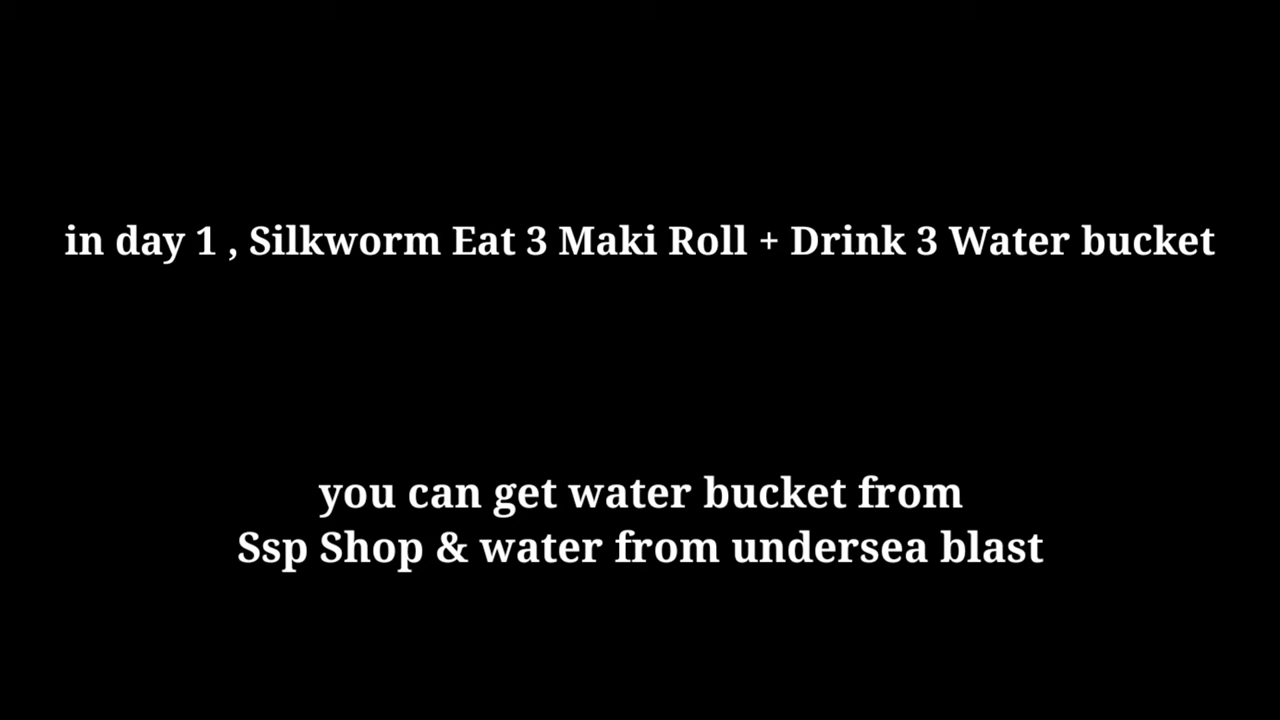 in day 1 , Silkworm Eat 3 Maki Roll + Drink 3 Water bucket
you can get water bucket from
Ssp Shop & water from undersea blast